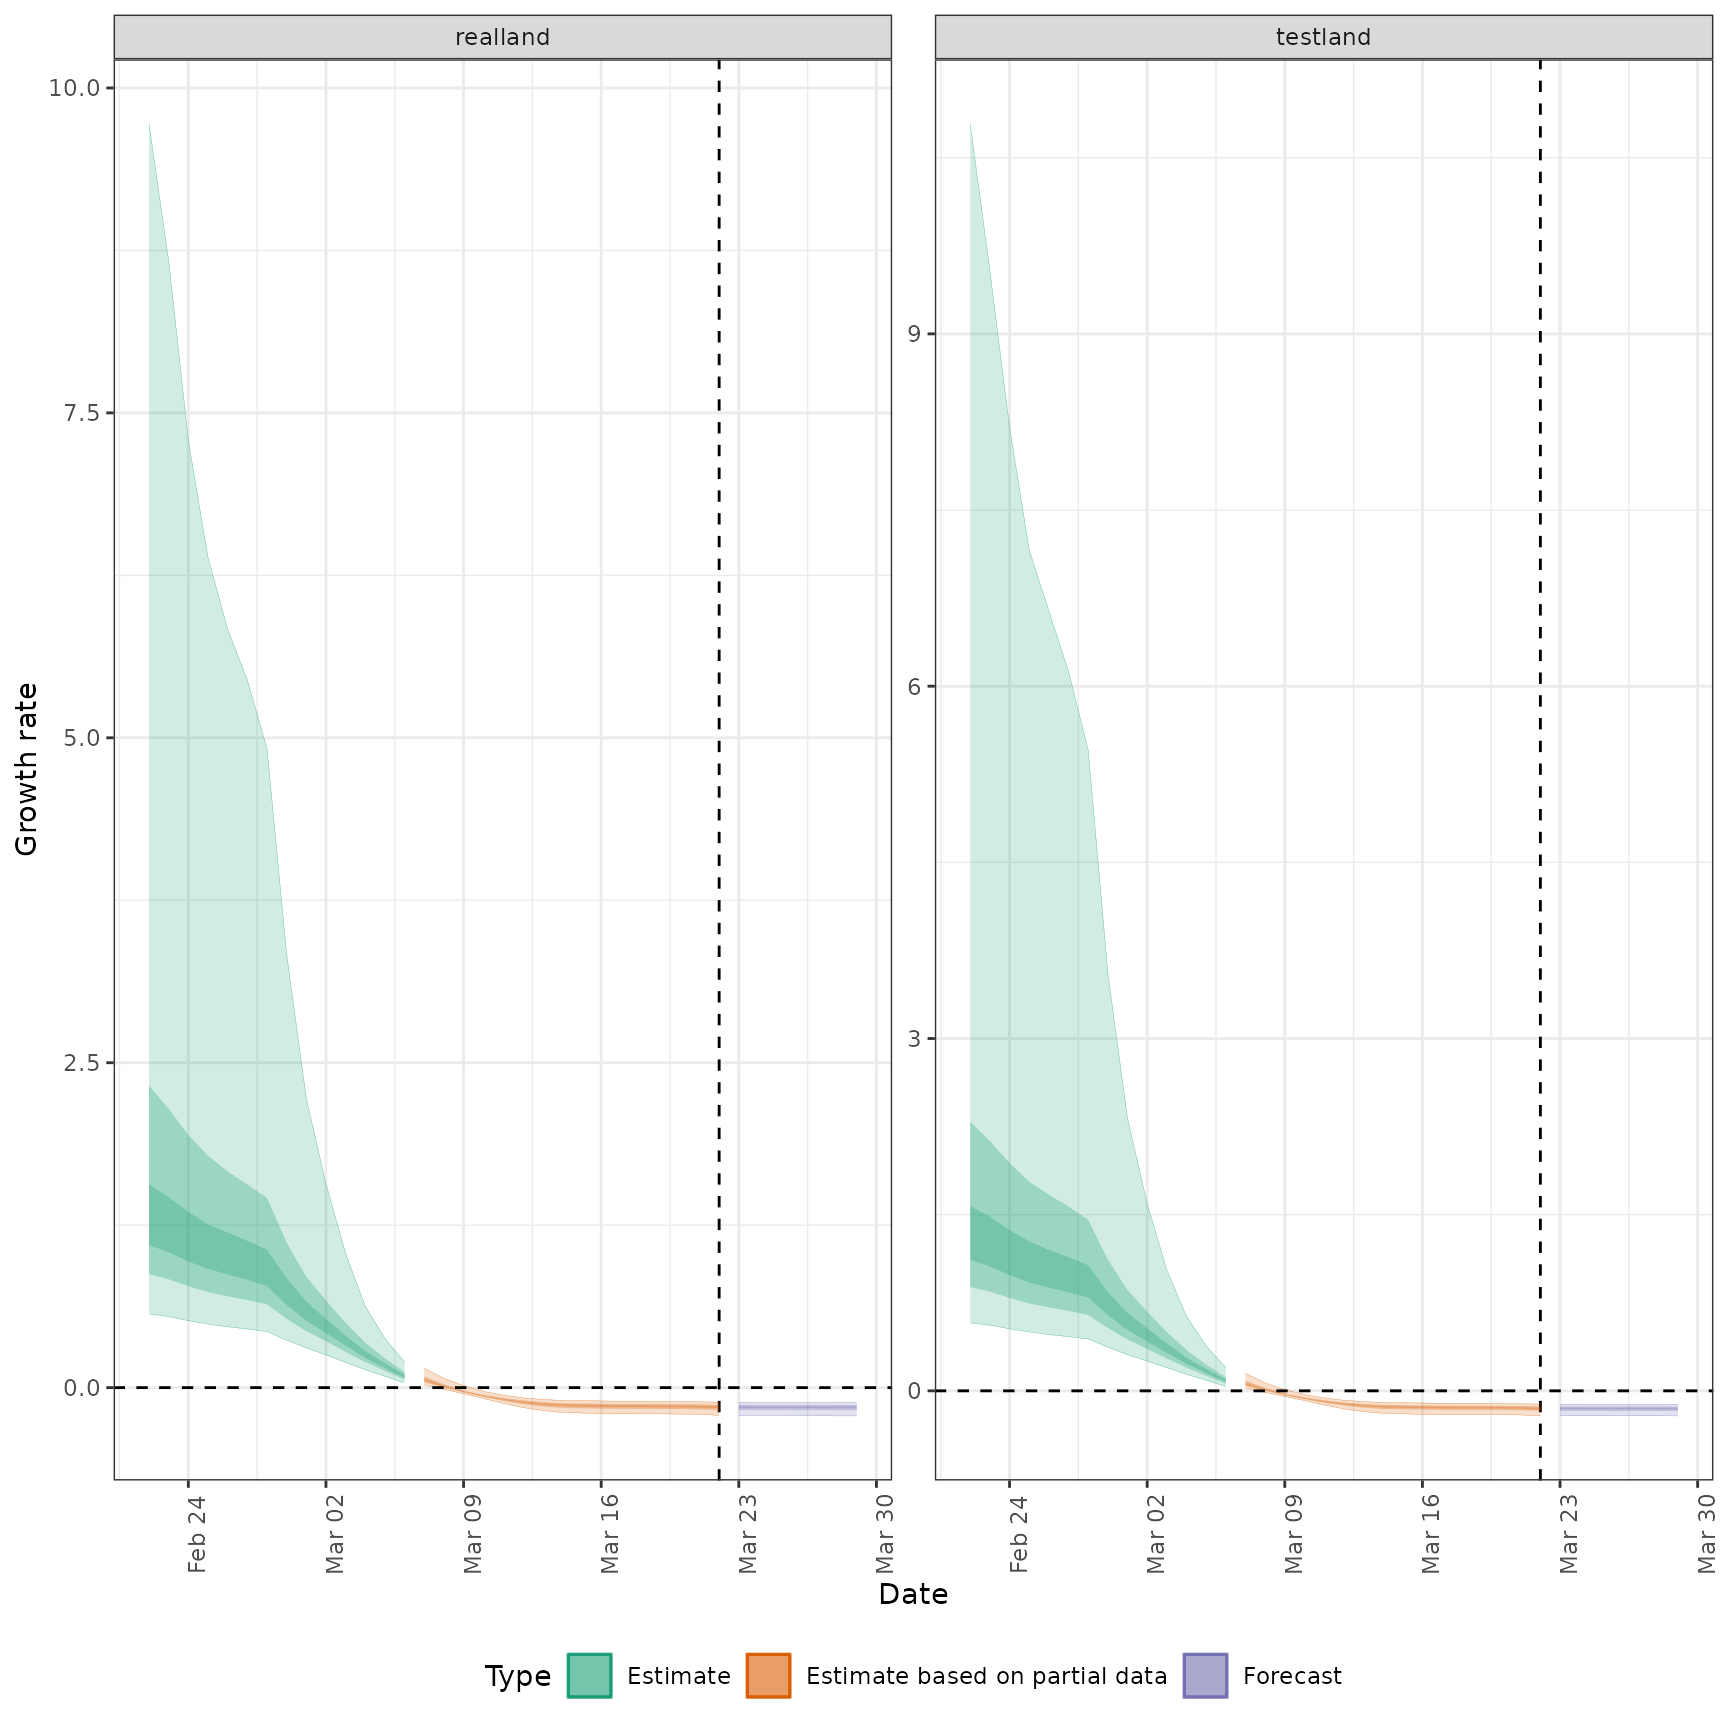 realland
testland
10.0
7.5
5.0
2.5
0.0
9
6
3
0
Growth rate
Feb 24
Mar 02
Mar 09
Mar 16
Mar 23
Mar 30
Feb 24
Mar 02
Mar 09
Mar 16
Mar 23
Mar 30
Date
Type
Estimate
Estimate based on partial data
Forecast